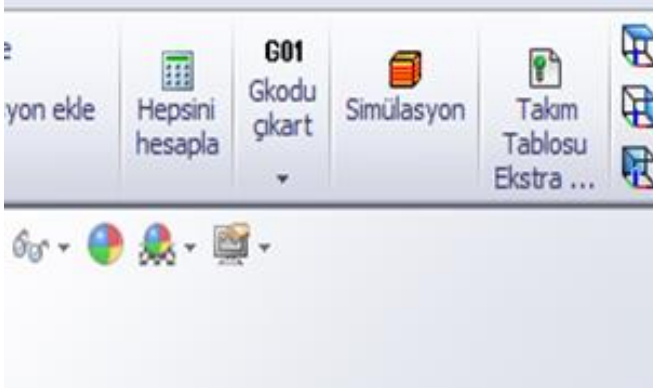 yon ekle
Hepsini
hesapla
G01
Gkodu
çıkart
Simülasyon
Takım
Tablosu
Ekstra ...